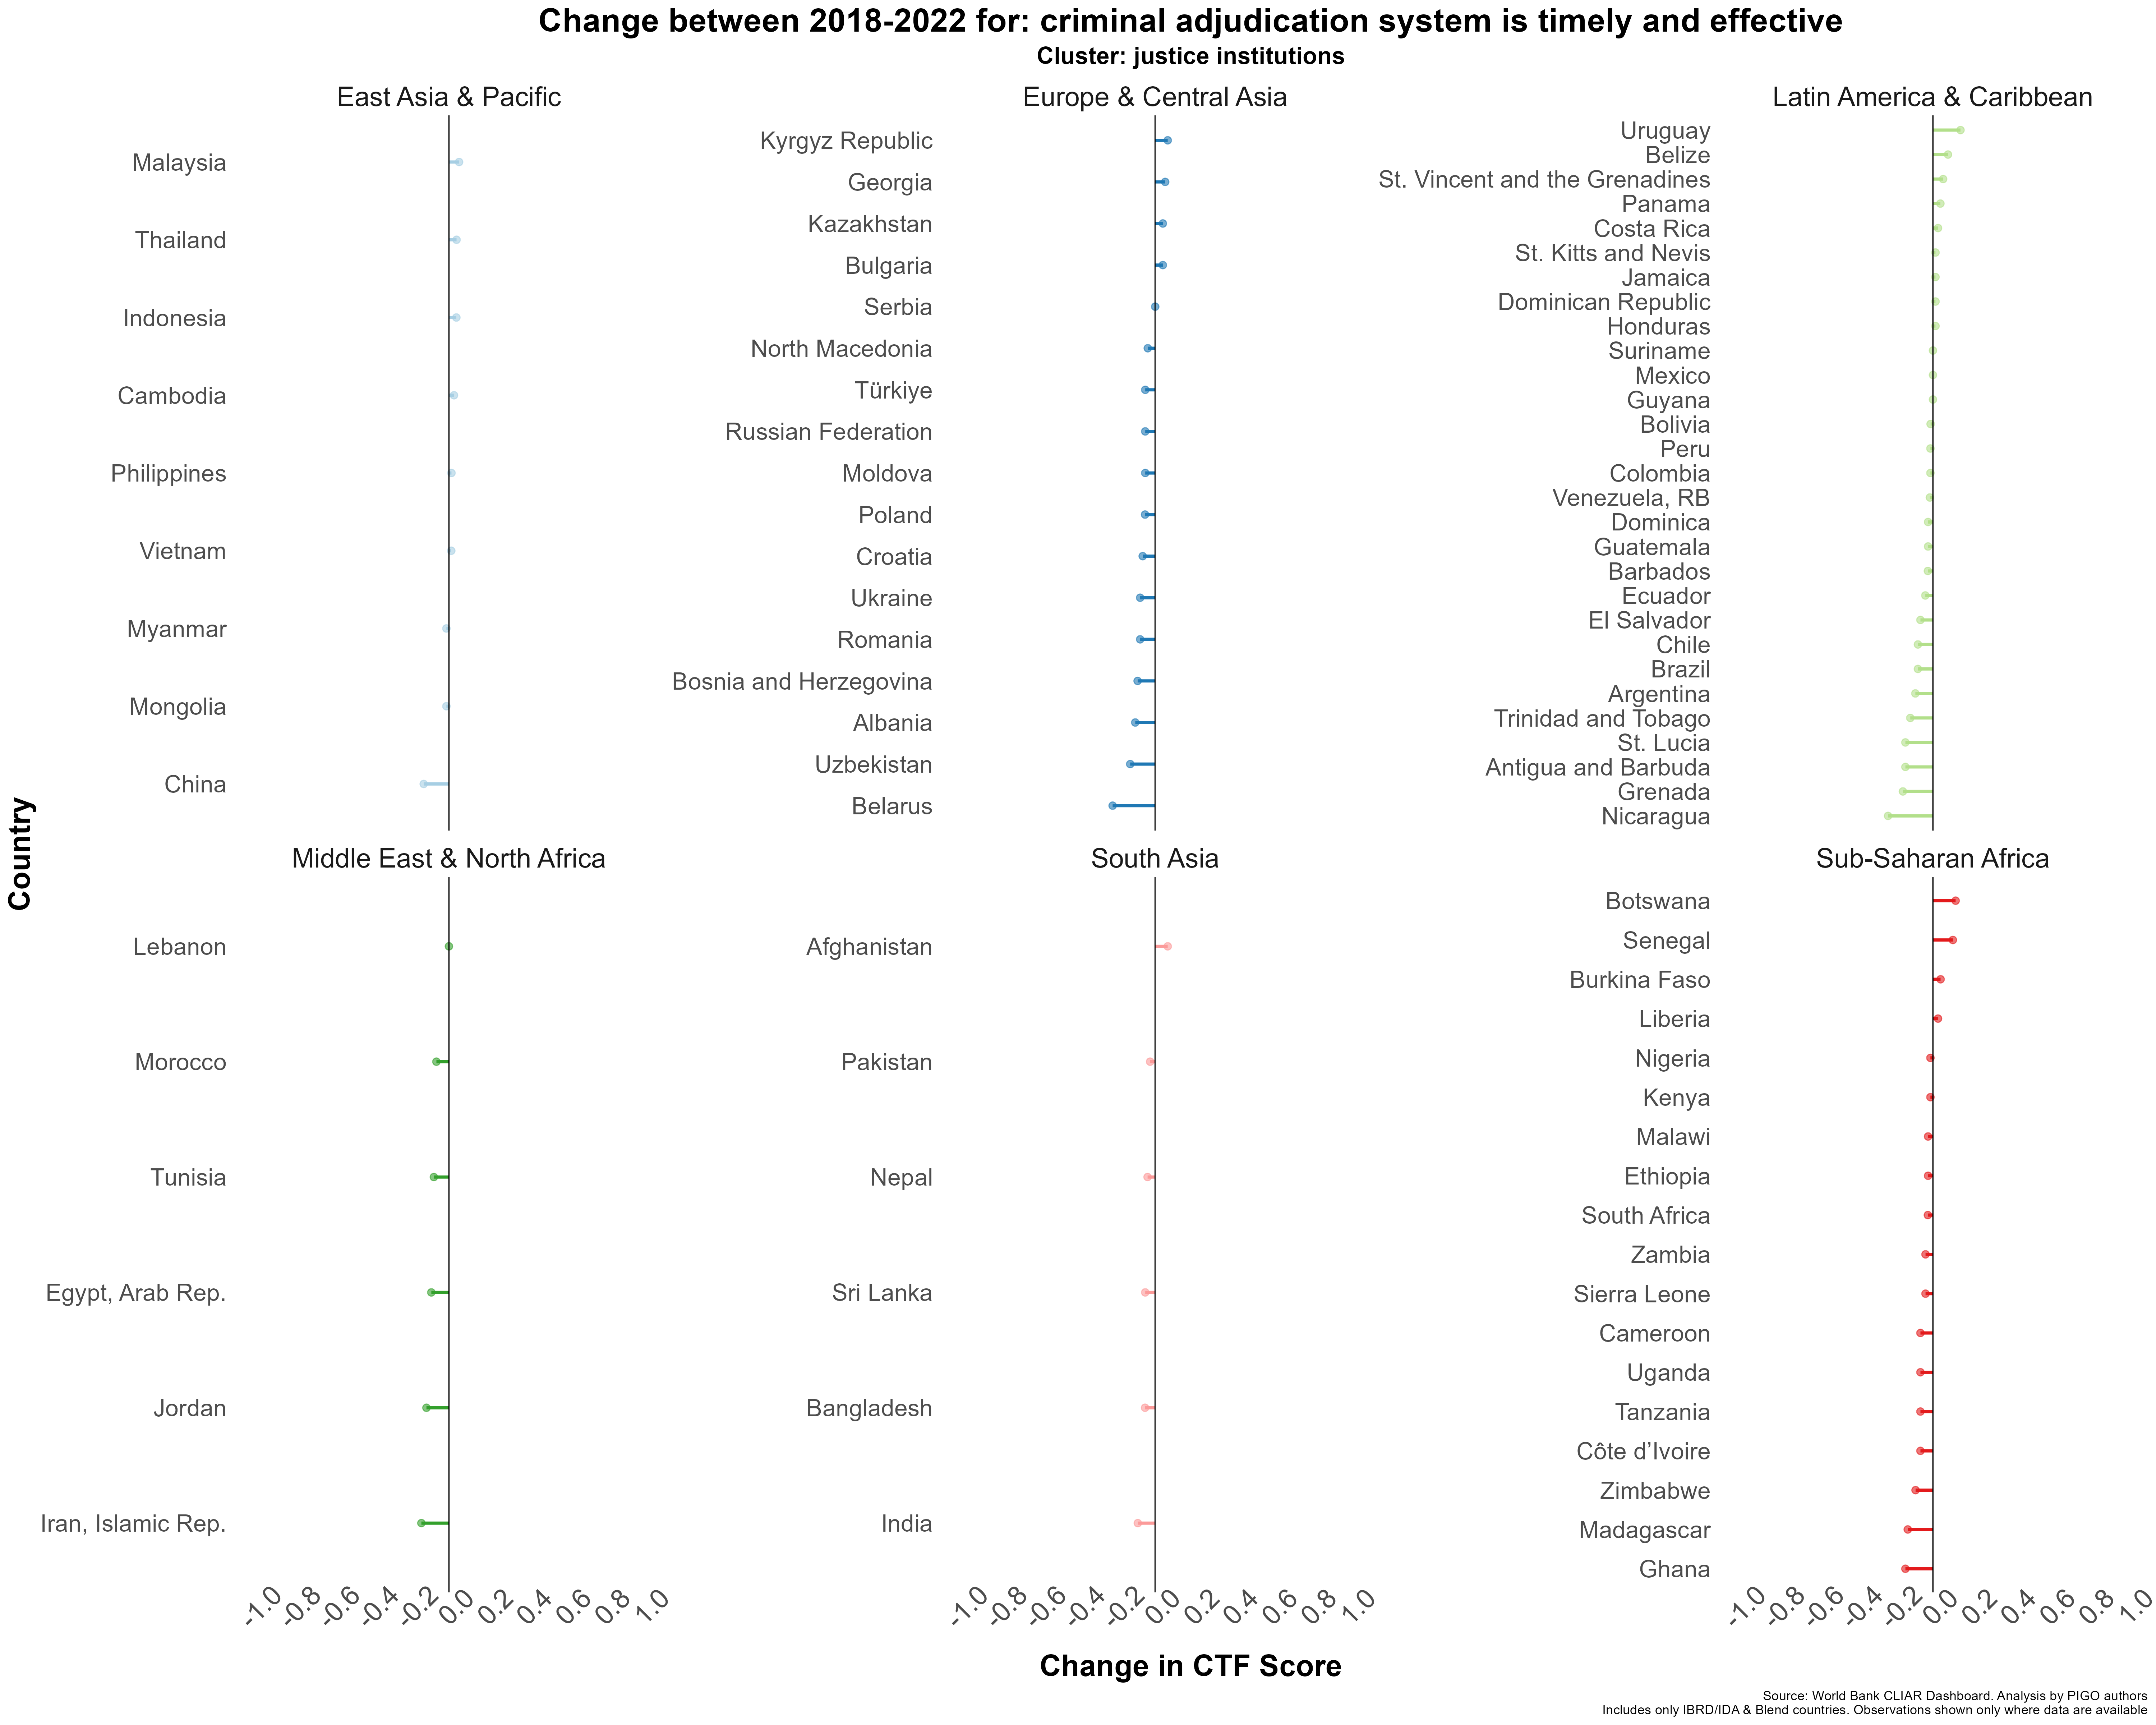 Change between 2018-2022 for: criminal adjudication system is timely and effective
Cluster: justice institutions
East Asia & Pacific
Malaysia
Thailand
Indonesia
Cambodia
Philippines
Vietnam
Myanmar
Mongolia
China
Europe & Central Asia
Kyrgyz Republic
Georgia
Kazakhstan
Bulgaria
Serbia
North Macedonia
Türkiye
Russian Federation
Moldova
Poland
Croatia
Ukraine
Romania
Bosnia and Herzegovina
Albania
Uzbekistan
Belarus
Latin America & Caribbean
Uruguay
Belize
St. Vincent and the Grenadines
Panama
Costa Rica
St. Kitts and Nevis
Jamaica
Dominican Republic
Honduras
Suriname
Mexico
Guyana
Bolivia
Peru
Colombia
Venezuela, RB
Dominica
Guatemala
Barbados
Ecuador
El Salvador
Chile
Brazil
Argentina
Trinidad and Tobago
St. Lucia
Antigua and Barbuda
Grenada
Nicaragua
Country
Middle East & North Africa
Lebanon
Morocco
Tunisia
Egypt, Arab Rep.
Jordan
Iran, Islamic Rep.
-1.0 -0.8 -0.6 -0.4 -0.2 0.0 0.2 0.4 0.6 0.8 1.0
South Asia
Afghanistan
Pakistan
Nepal
Sri Lanka
Bangladesh
India
-1.0 -0.8 -0.6 -0.4 -0.2 0.0 0.2 0.4 0.6 0.8 1.0
Sub-Saharan Africa
Botswana
Senegal
Burkina Faso
Liberia
Nigeria
Kenya
Malawi
Ethiopia
South Africa
Zambia
Sierra Leone
Cameroon
Uganda
Tanzania
Côte d’Ivoire
Zimbabwe
Madagascar
Ghana
-1.0 -0.8 -0.6 -0.4 -0.2 0.0 0.2 0.4 0.6 0.8 1.0
Change in CTF Score
Source: World Bank CLIAR Dashboard. Analysis by PIGO authors
Includes only IBRD/IDA & Blend countries. Observations shown only where data are available